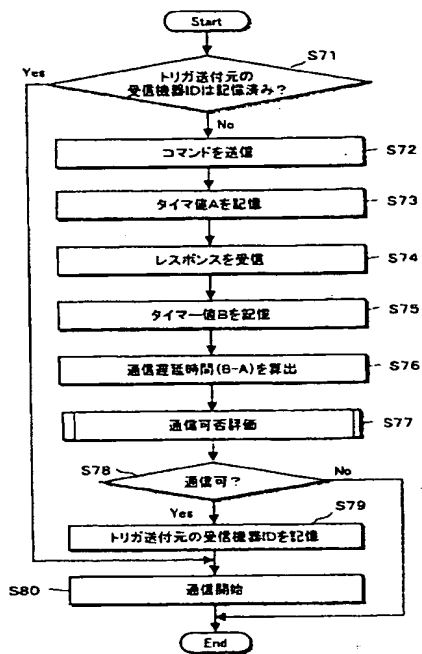 Start
S71
Yes
トリガ送付元の
受信機器IDは記憶済み?
No
コマンドを送信
S72
タイマ値Aを記憶
S73
レスポンスを受信
S74
タイマー値Bを記憶
S75
通信遅延時間(B-A)を算出
S76
通信可否評価
S77
S78
通信可?
No
Yes
S79
トリガ送付元の受信機器IDを記憶
S80
通信開始
End